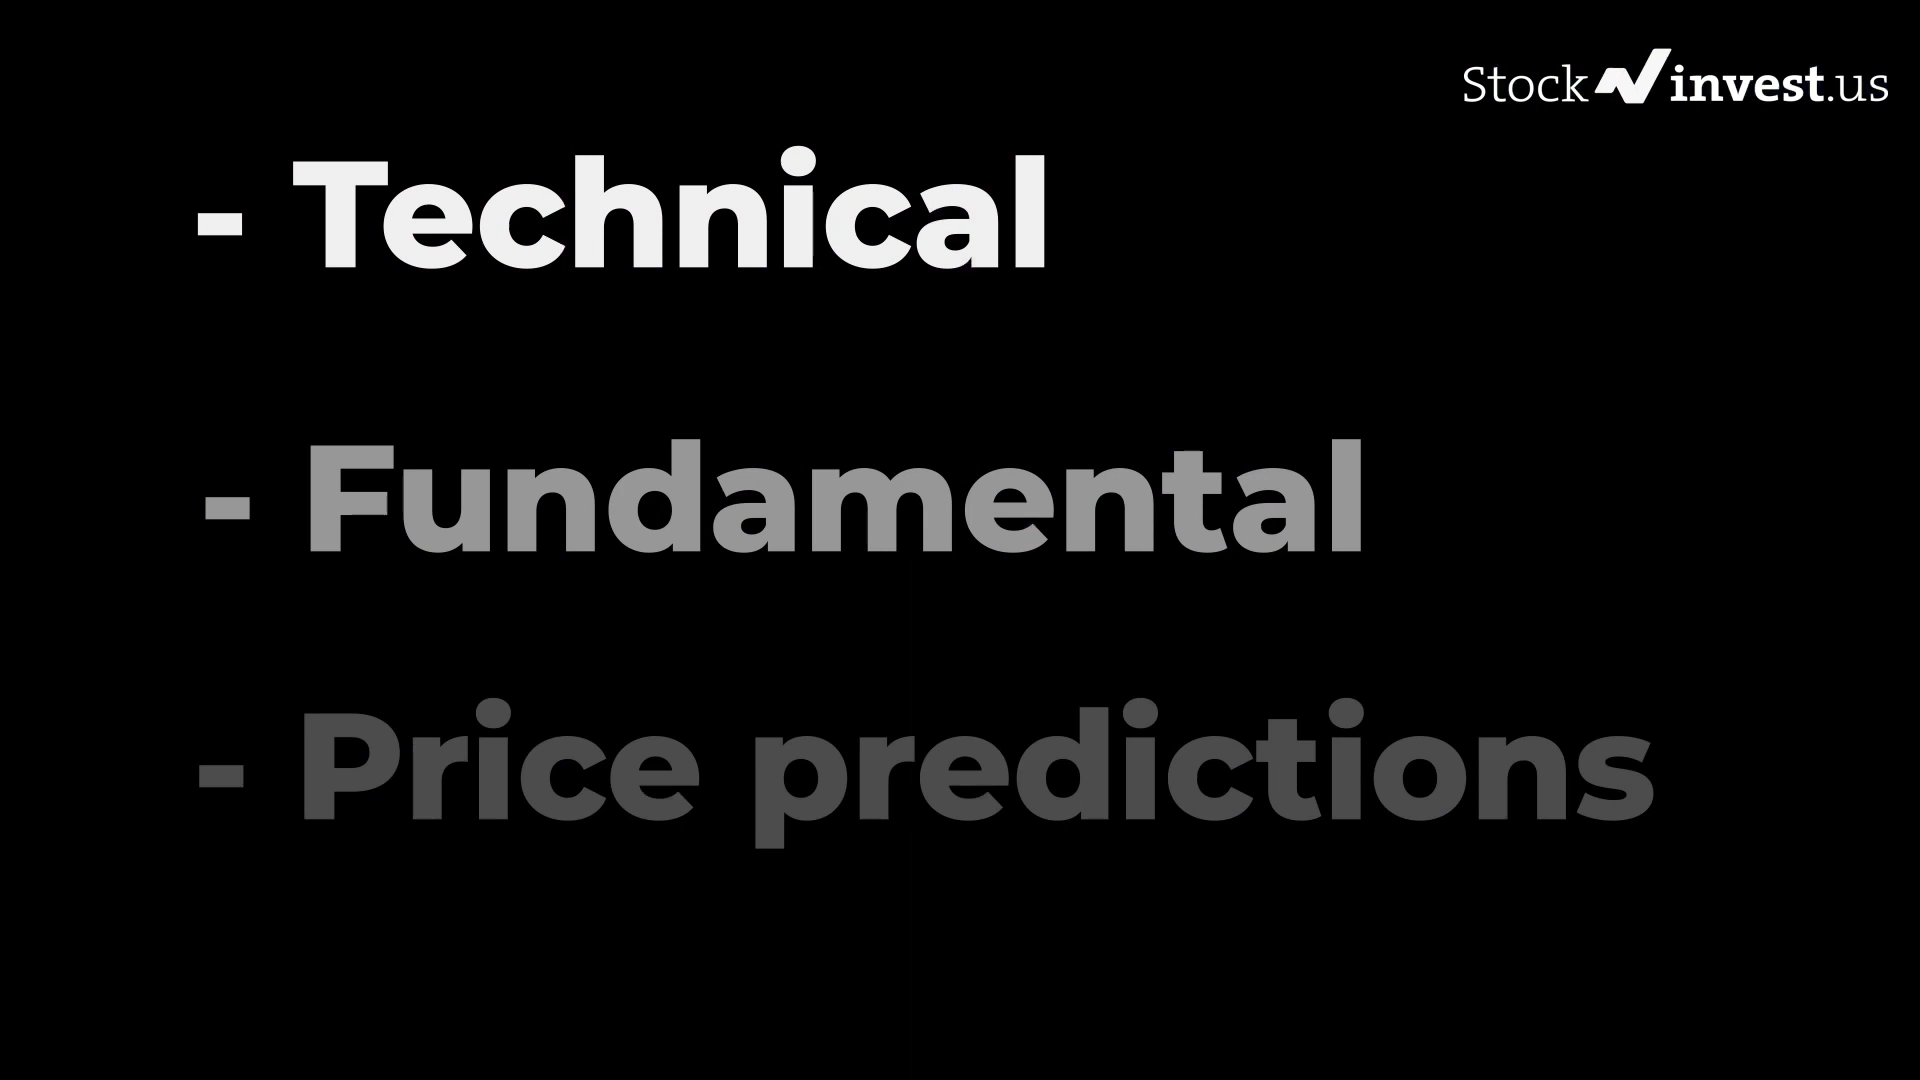 Stock invest.us
- Technical
- Fundamental
- Price predictions